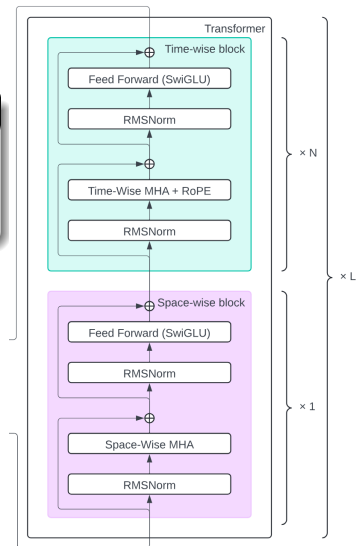 Transformer
Time-wise block
Feed Forward (SwiGLU)
RMSNorm
× N
Time-Wise MHA + RoPE
RMSNorm
× L
Space-wise block
Feed Forward (SwiGLU)
RMSNorm
× 1
Space-Wise MHA
RMSNorm